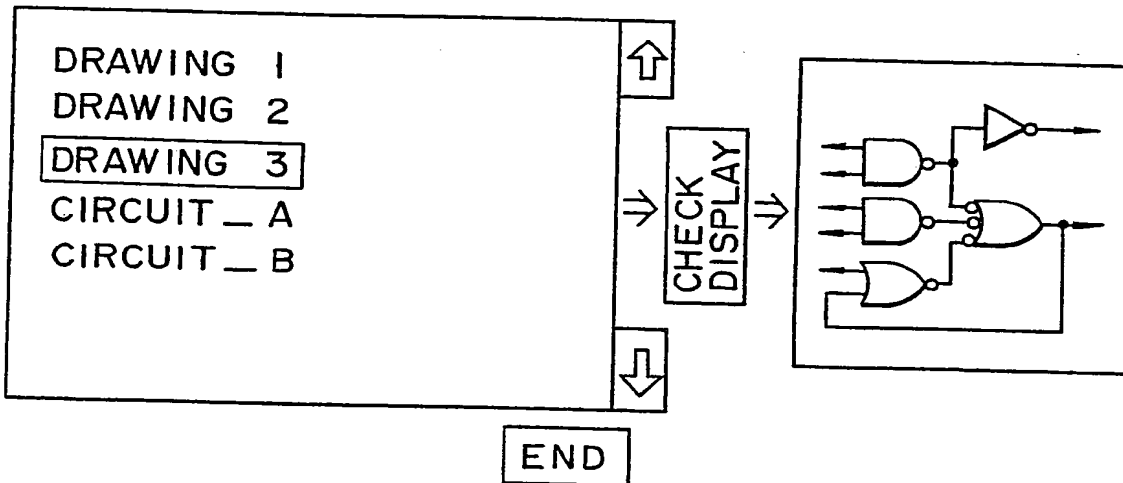 DRAWING 1
DRAWING 2
DRAWING 3
CIRCUIT_A
CIRCUIT_B
CHECK
DISPLAY
END